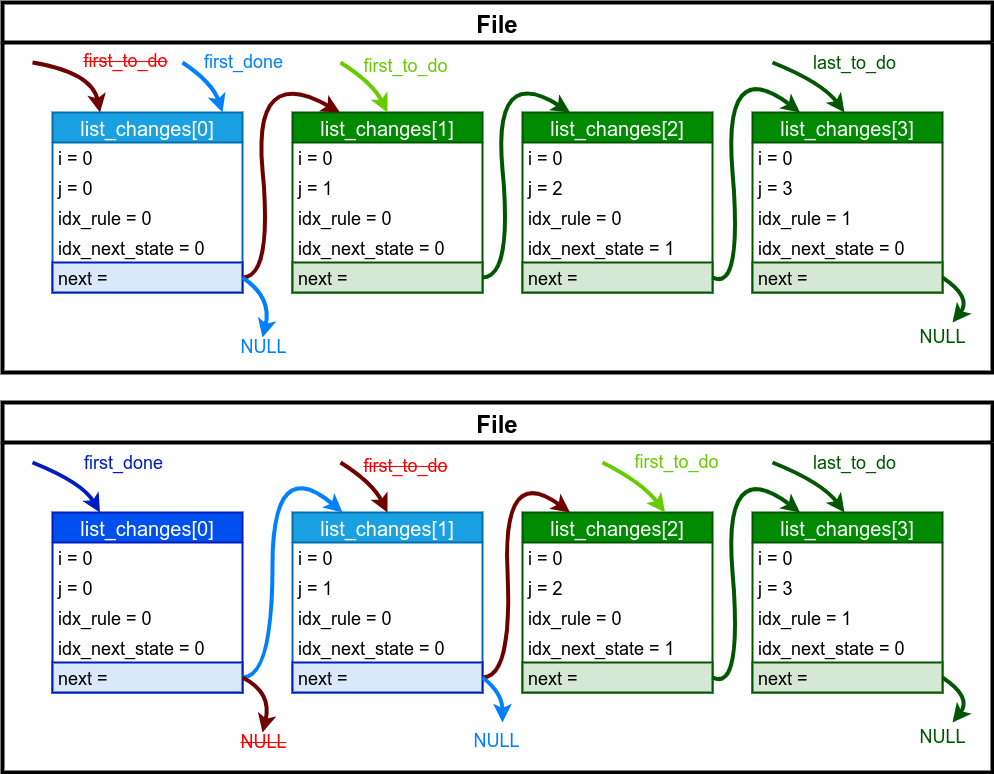 File
first_to_do first_done first_to_do last_to_do
list_changes[0] list_changes[1] list_changes[2] list_changes[3]
i = 0 i = 0 i = 0 i = 0
j = 0 j = 1 j = 2 j = 3
idx_rule = 0 idx_rule = 0 idx_rule = 0 idx_rule = 1
idx_next_state = 0 idx_next_state = 0 idx_next_state = 1 idx_next_state = 0
next = next = next = next =
NULL NULL
File
first_done first_to_do first_to_do last_to_do
list_changes[0] list_changes[1] list_changes[2] list_changes[3]
i = 0 i = 0 i = 0 i = 0
j = 0 j = 1 j = 2 j = 3
idx_rule = 0 idx_rule = 0 idx_rule = 0 idx_rule = 1
idx_next_state = 0 idx_next_state = 0 idx_next_state = 1 idx_next_state = 0
next = next = next = next =
NULL NULL NULL